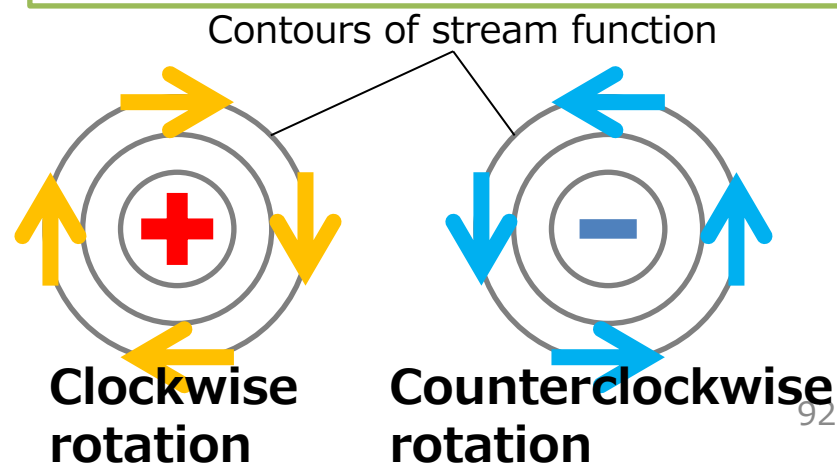 Contours of stream function
+
−
Clockwise
rotation
Counterclockwise
rotation
92